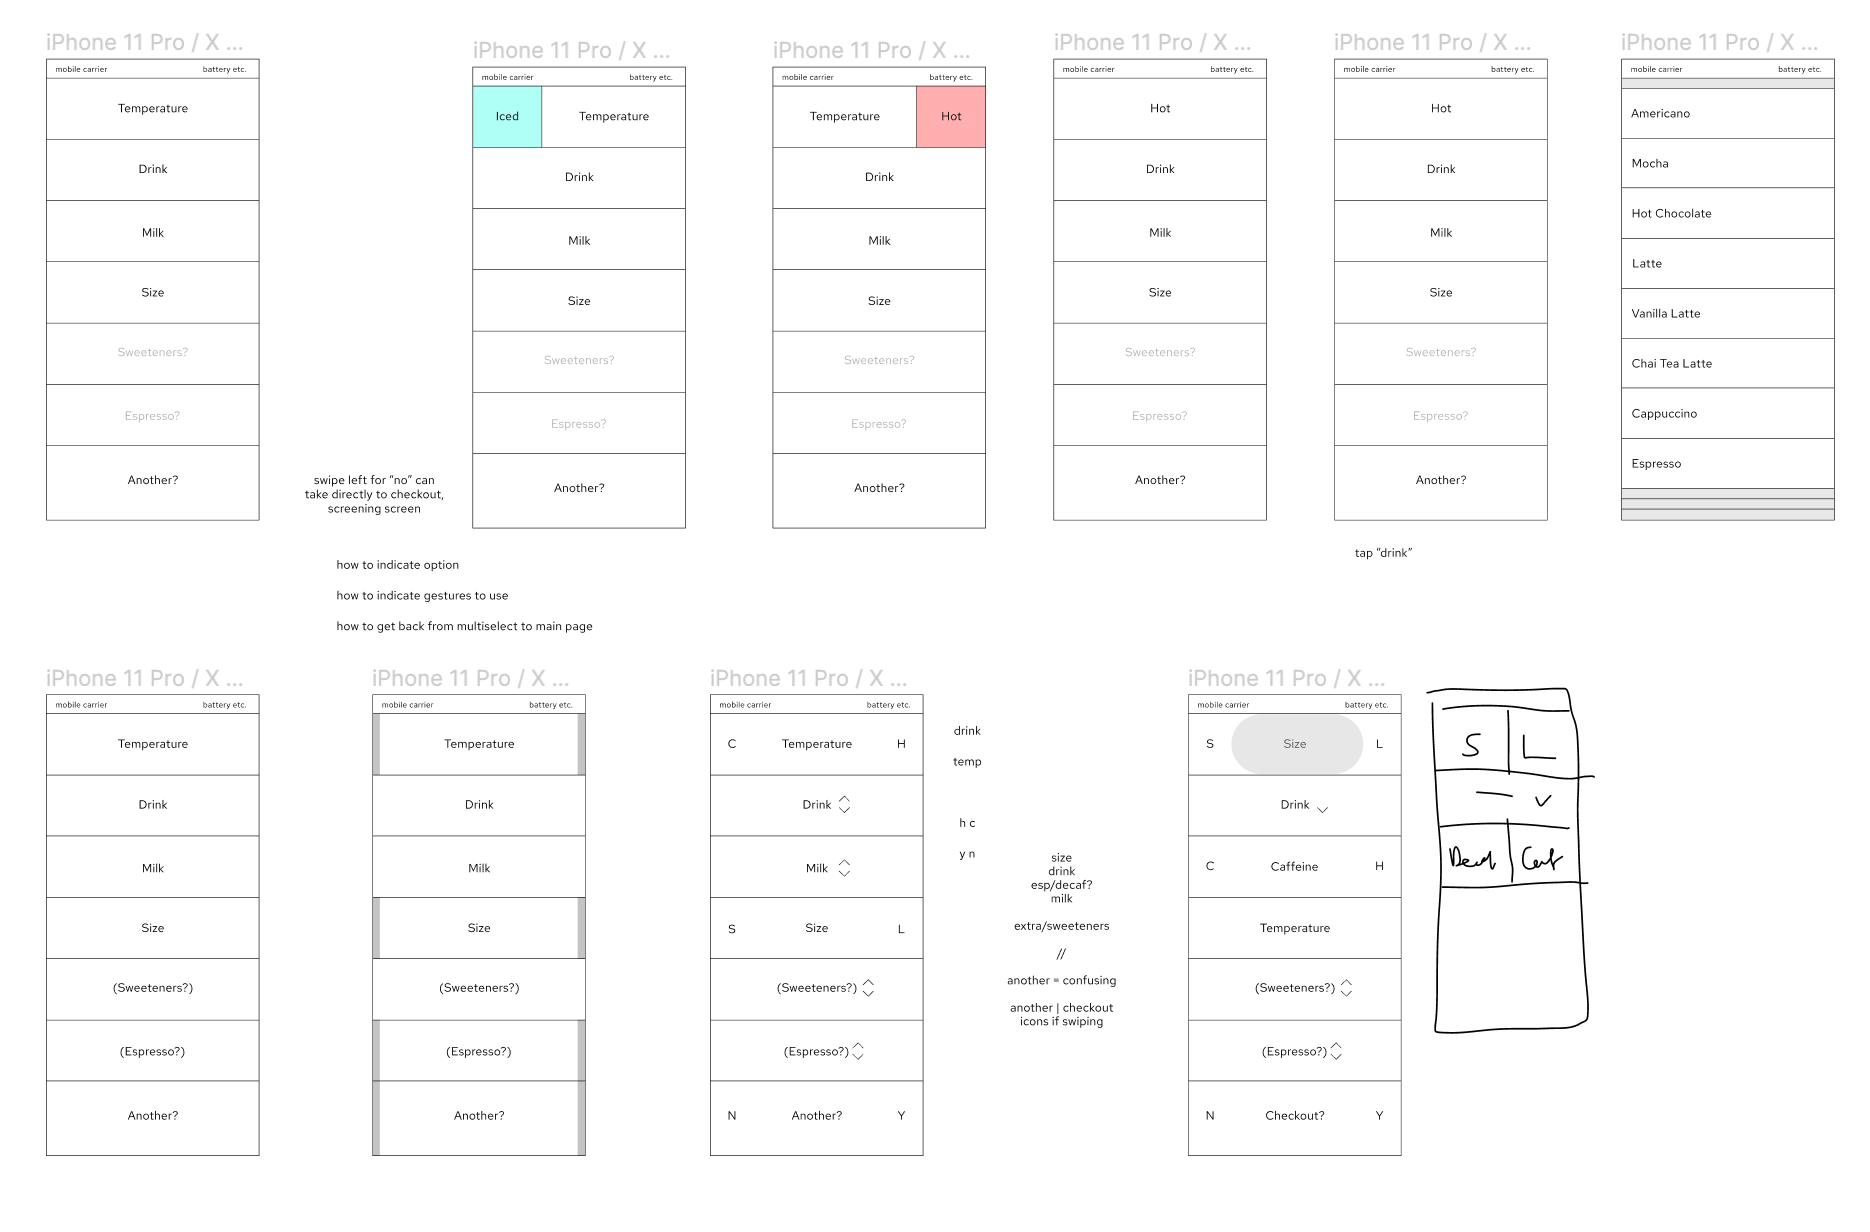 iPhone 11 Pro / X ...
mobile carrier battery etc.
Temperature
Drink
Milk
Size
Sweeteners?
Espresso?
Another?
swipe left for “no” can
take directly to checkout,
screening screen
iPhone 11 Pro / X ...
mobile carrier battery etc.
Iced Temperature
Drink
Milk
Size
Sweeteners?
Espresso?
Another?
iPhone 11 Pro / X ...
mobile carrier battery etc.
Temperature Hot
Drink
Milk
Size
Sweeteners?
Espresso?
Another?
iPhone 11 Pro / X ...
mobile carrier battery etc.
Hot
Drink
Milk
Size
Sweeteners?
Espresso?
Another?
iPhone 11 Pro / X ...
mobile carrier battery etc.
Hot
Drink
Milk
Size
Sweeteners?
Espresso?
Another?
tap “drink”
iPhone 11 Pro / X ...
mobile carrier battery etc.
Americano
Mocha
Hot Chocolate
Latte
Vanilla Latte
Chai Tea Latte
Cappuccino
Espresso
how to indicate option
how to indicate gestures to use
how to get back from multiselect to main page
iPhone 11 Pro / X ...
mobile carrier battery etc.
Temperature
Drink
Milk
Size
(Sweeteners?)
(Espresso?)
Another?
iPhone 11 Pro / X ...
mobile carrier battery etc.
Temperature
Drink
Milk
Size
(Sweeteners?)
(Espresso?)
Another?
iPhone 11 Pro / X ...
mobile carrier battery etc.
C Temperature H
Drink
Milk
S Size L
(Sweeteners?)
(Espresso?)
N Another? Y
drink
temp
h c
y n
size
drink
esp/decaf?
milk
extra/sweeteners
//
another = confusing
another | checkout
icons if swiping
iPhone 11 Pro / X ...
mobile carrier battery etc.
S Size L
Drink
C Caffeine H
Temperature
(Sweeteners?)
(Espresso?)
N Checkout? Y
S L
Decaf